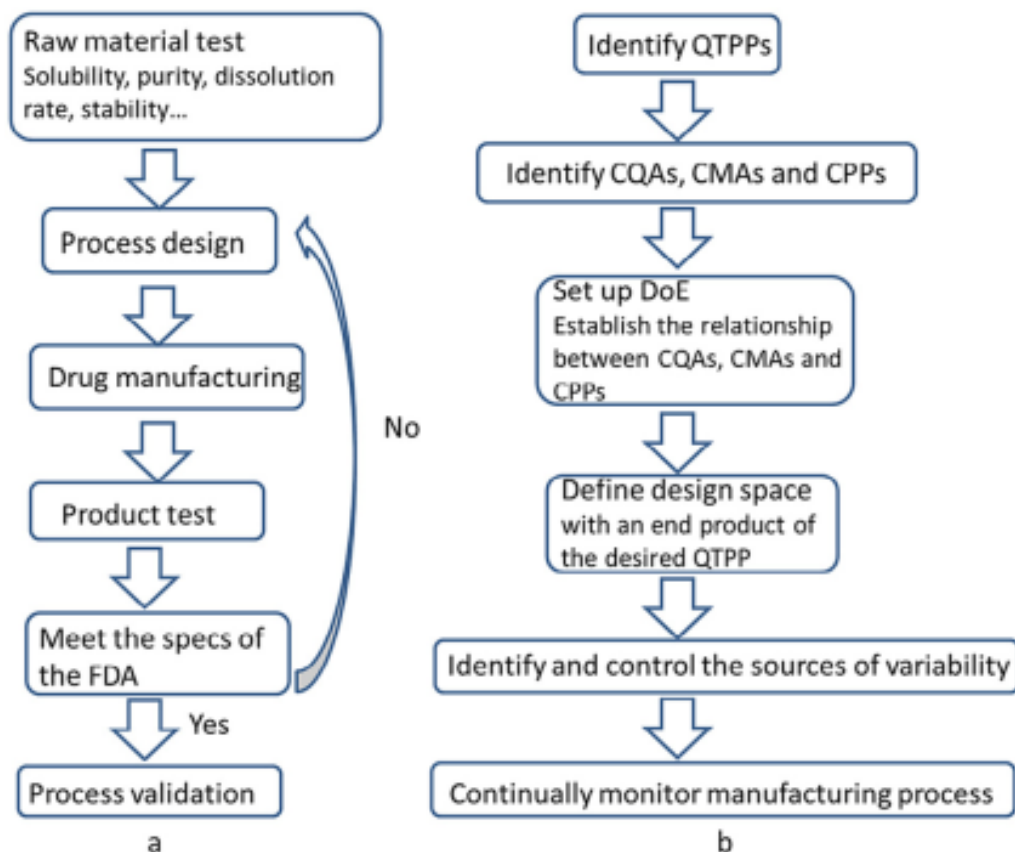 Raw material test
Solubility, purity, dissolution
rate, stability...
Process design
Drug manufacturing
Product test
Meet the specs of
the FDA
No
Yes
Process validation
a
Identify QTPPs
Identify CQAs, CMAs and CPPs
Set up DoE
Establish the relationship
between CQAs, CMAs and
CPPs
Define design space
with an end product of
the desired QTPP
Identify and control the sources of variability
Continually monitor manufacturing process
b